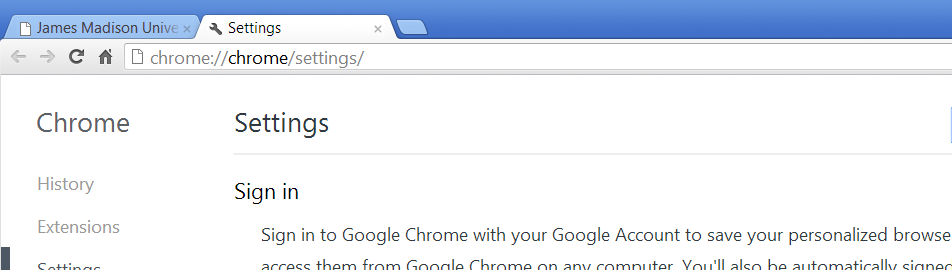 James Madison Unive
Settings
chrome://chrome/settings/
Chrome
Settings
History
Extensions
Settings
Sign in
Sign in to Google Chrome with your Google Account to save your personalized browse
access them from Google Chrome on any computer. You'll also be automatically signed